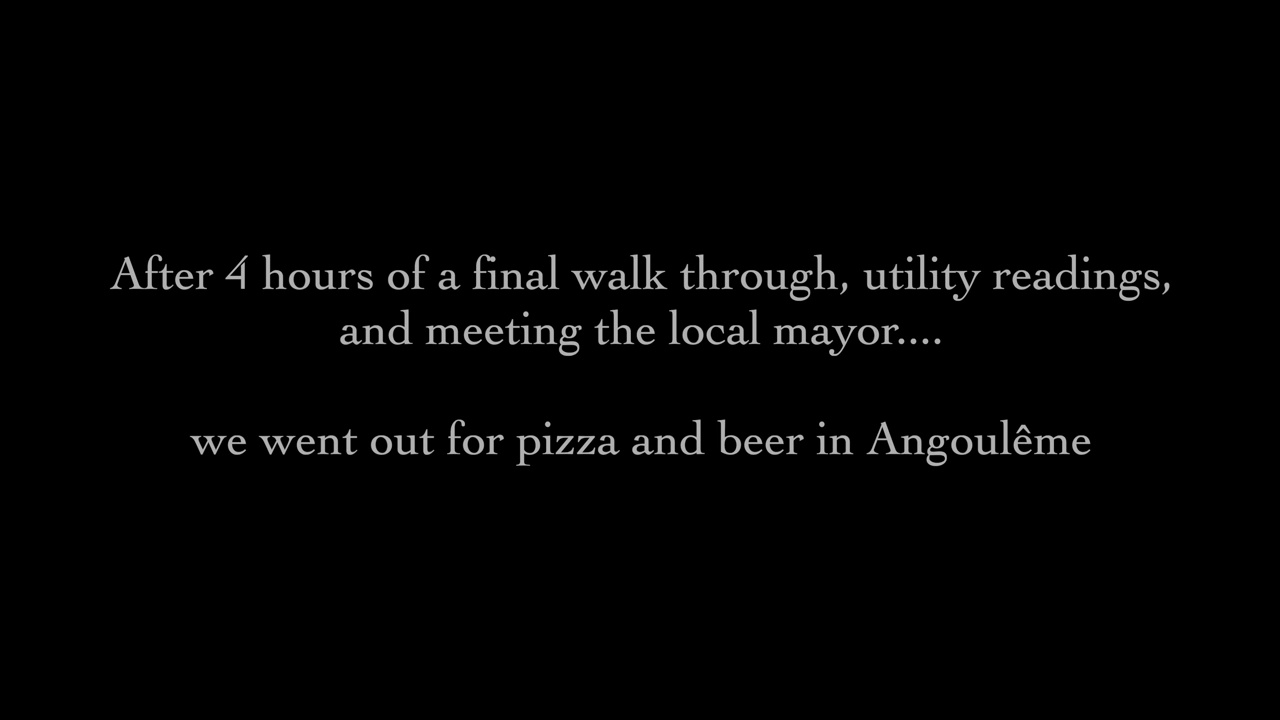 After 4 hours of a final walk through, utility readings,
and meeting the local mayor....
we went out for pizza and beer in Angoulême